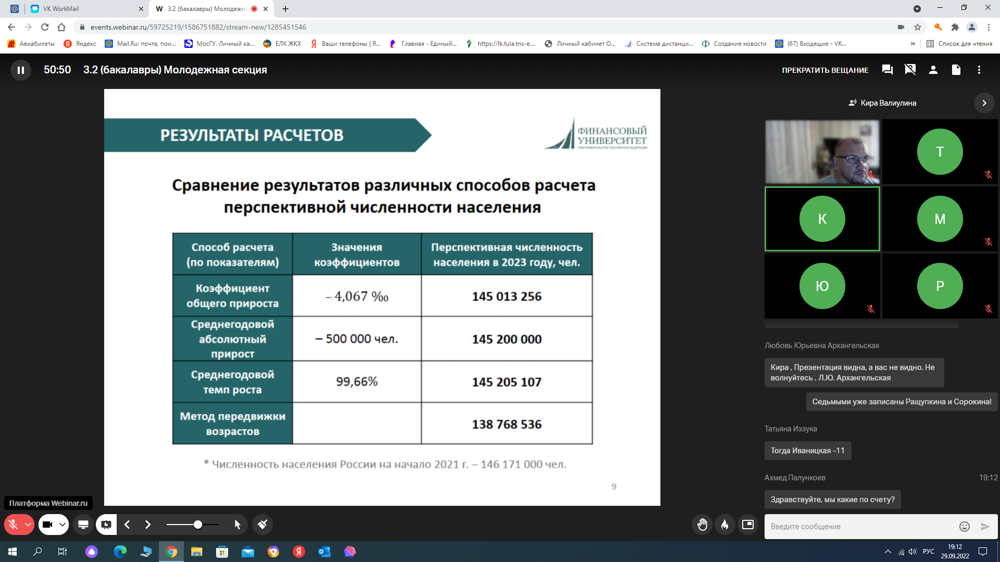 VK WorkMail
W 3.2 (бакалавры) Молодежна
events.webinar.ru/59725219/1586751882/stream-new/1285451546
Авиабилеты
Яндекс
Mail.Ru: почта, пои...
МосГУ. Личный ка...
ЕЛК ЖКХ
Ваши телефоны | Я...
Главная - Единый...
https://lk.tula.tns-e....
Личный кабинет О...
Система дистанци...
Создание новости
(67) Входящие - VK...
»
Список для чтения
50:50
3.2 (бакалавры) Молодежная секция
ПРЕКРАТИТЬ ВЕЩАНИЕ
РЕЗУЛЬТАТЫ РАСЧЕТОВ
ФИНАНСОВЫЙ
УНИВЕРСИТЕТ
ПРИ ПРАВИТЕЛЬСТВЕ РОССИЙСКОЙ ФЕДЕРАЦИИ
Сравнение результатов различных способов расчета
перспективной численности населения
Способ расчета
(по показателям)
Значения
коэффициентов
Перспективная численность
населения в 2023 году, чел.
Коэффициент
общего прироста
– 4,067 ‰
145 013 256
Среднегодовой
абсолютный
прирост
– 500 000 чел.
145 200 000
Среднегодовой
темп роста
99,66%
145 205 107
Метод передвижки
возрастов
138 768 536
* Численность населения России на начало 2021 г. – 146 171 000 чел.
9
Кира Валиулина
Т
К
М
Ю
Р
Любовь Юрьевна Архангельская
Кира , Презентация видна, а вас не видно. Не
волнуйтесь . Л.Ю. Архангельская
Седьмыми уже записаны Ращупкина и Сорокина!
Татьяна Иззука
Тогда Иваницкая -11
Ахмед Палункоев
19:12
Здравствуйте, мы какие по счету?
Введите сообщение
Платформа Webinar.ru
РУС
19:12
29.09.2022